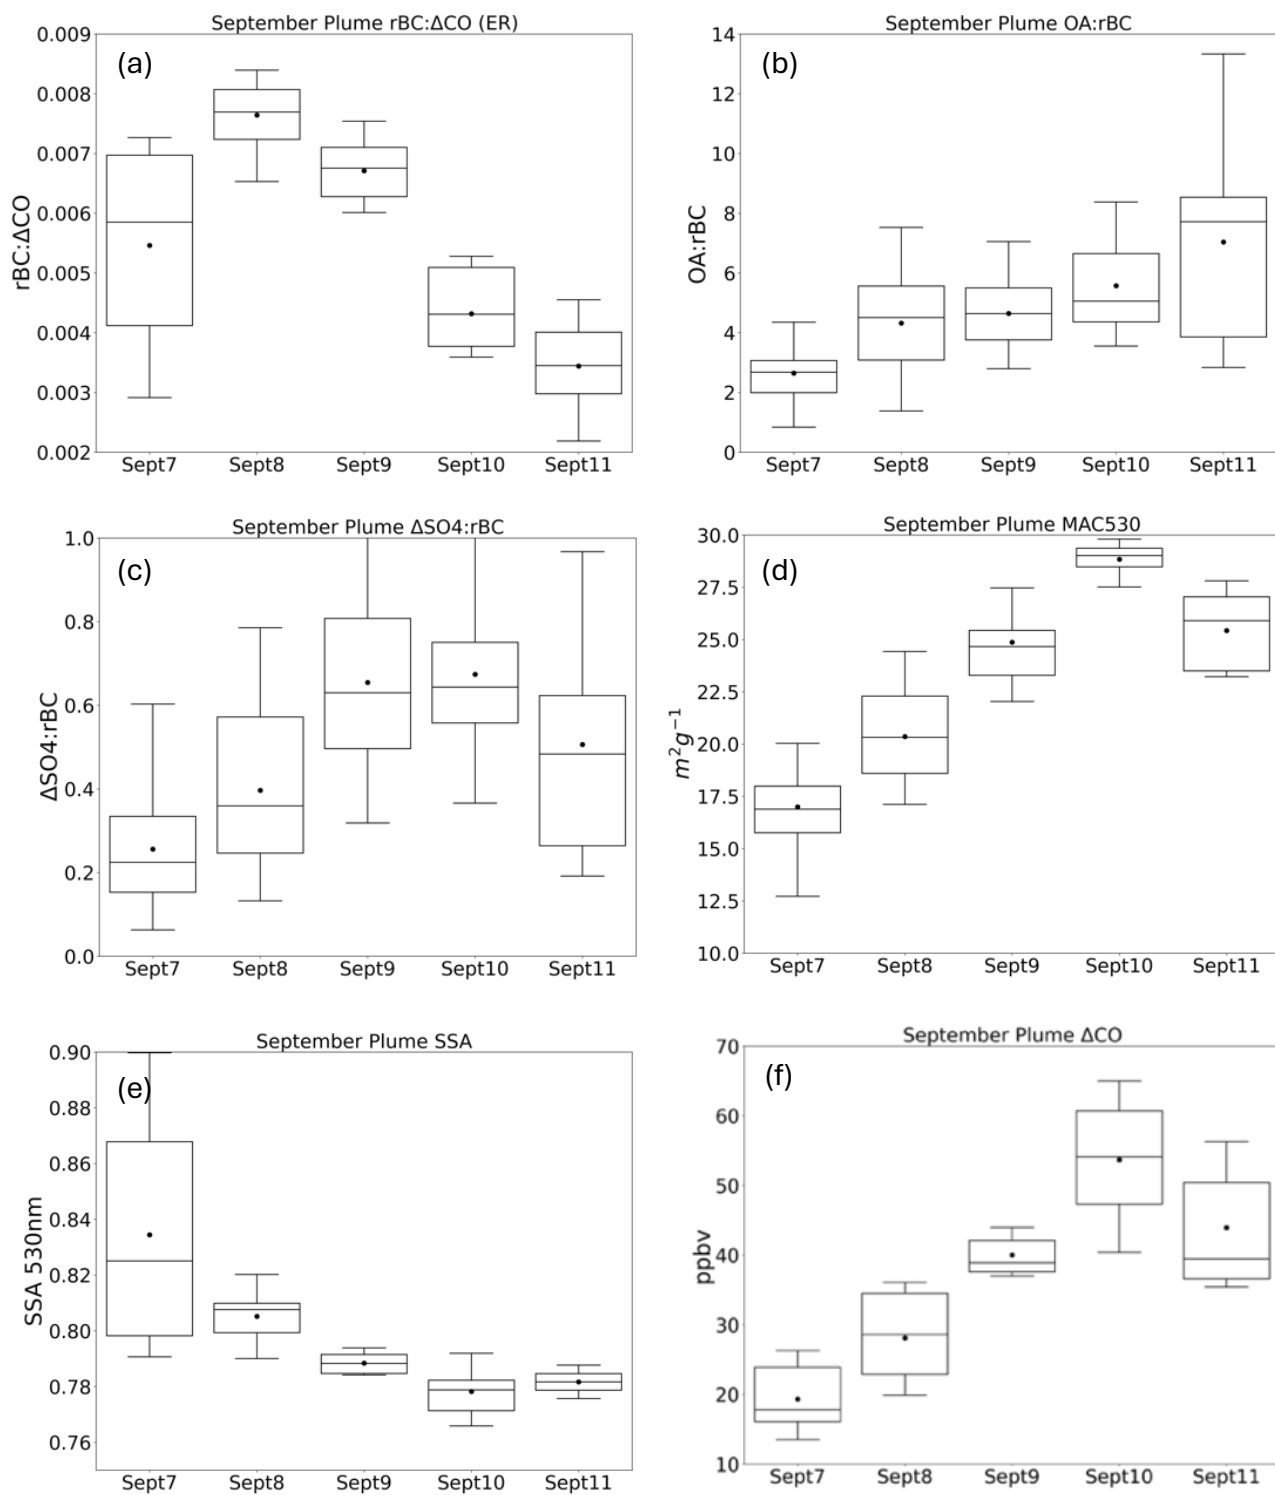 September Plume rBC:ΔCO (ER)
(a)
rBC:ΔCO
0.009
0.008
0.007
0.006
0.005
0.004
0.003
0.002
Sept7 Sept8 Sept9 Sept10 Sept11
September Plume OA:rBC
(b)
OA:rBC
14
12
10
8
6
4
2
0
Sept7 Sept8 Sept9 Sept10 Sept11
September Plume ΔSO4:rBC
(c)
ΔSO4:rBC
1.0
0.8
0.6
0.4
0.2
0.0
Sept7 Sept8 Sept9 Sept10 Sept11
September Plume MAC530
(d)
m²g⁻¹
30.0
27.5
25.0
22.5
20.0
17.5
15.0
12.5
10.0
Sept7 Sept8 Sept9 Sept10 Sept11
September Plume SSA
(e)
SSA 530nm
0.90
0.88
0.86
0.84
0.82
0.80
0.78
0.76
Sept7 Sept8 Sept9 Sept10 Sept11
September Plume ΔCO
(f)
ppbv
70
60
50
40
30
20
10
Sept7 Sept8 Sept9 Sept10 Sept11